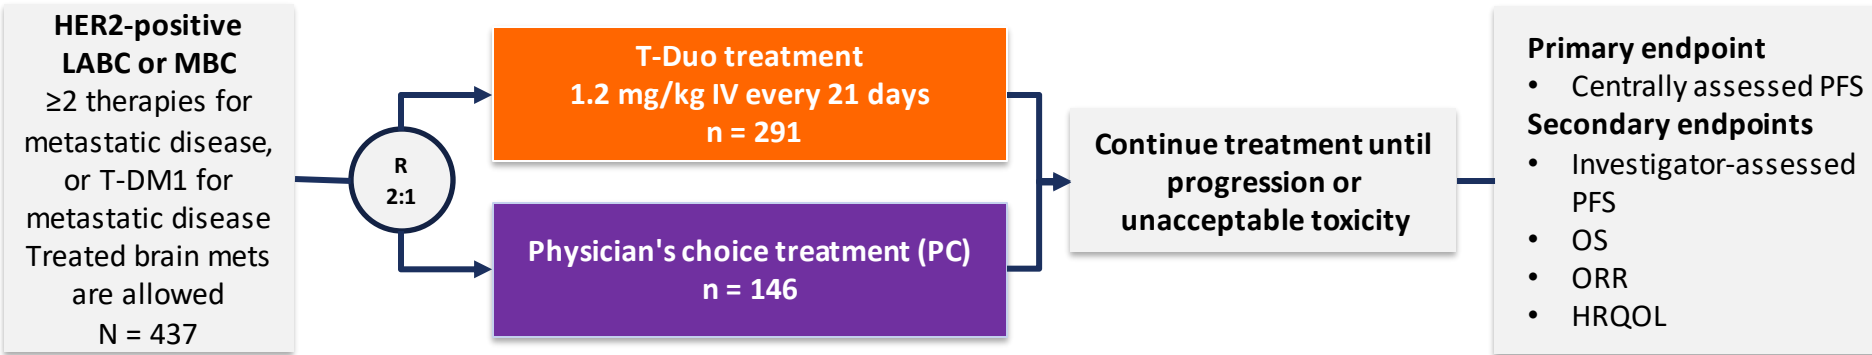 HER2-positive
LABC or MBC
≥2 therapies for
metastatic disease,
or T-DM1 for
metastatic disease
Treated brain mets
are allowed
N = 437
R
2:1
T-Duo treatment
1.2 mg/kg IV every 21 days
n = 291
Physician's choice treatment (PC)
n = 146
Continue treatment until
progression or
unacceptable toxicity
Primary endpoint
• Centrally assessed PFS
Secondary endpoints
• Investigator-assessed
PFS
• OS
• ORR
• HRQOL